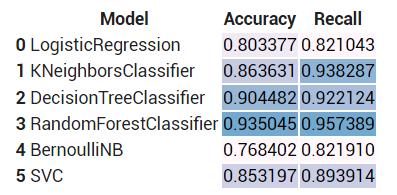 Model Accuracy Recall
0 LogisticRegression 0.803377 0.821043
1 KNeighborsClassifier 0.863631 0.938287
2 DecisionTreeClassifier 0.904482 0.922124
3 RandomForestClassifier 0.935045 0.957389
4 BernoulliNB 0.768402 0.821910
5 SVC 0.853197 0.893914